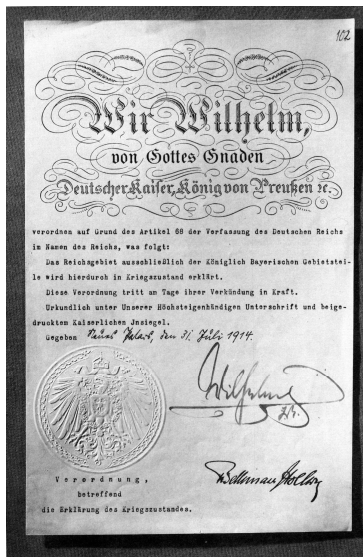 102
Wir Wilhelm,
von Gottes Gnaden
Deutscher Kaiser, König von Preußen ꝛc.
verordnen auf Grund des Artikel 68 der Verfassung des Deutschen Reichs
im Namen des Reichs, was folgt:
Das Reichsgebiet ausschließlich der Königlich Bayerischen Gebietstei-
le wird hierdurch in Kriegszustand erklärt.
Diese Verordnung tritt am Tage ihrer Verkündung in Kraft.
Urkundlich unter Unserer Höchsteigenhändigen Unterschrift und beige-
drucktem Kaiserlichen Insiegel.
Gegeben Neues Palais, den 31. Juli 1914.
Wilhelm
I.R.
Bethmann Hollweg
Verordnung,
betreffend
die Erklärung des Kriegszustandes.